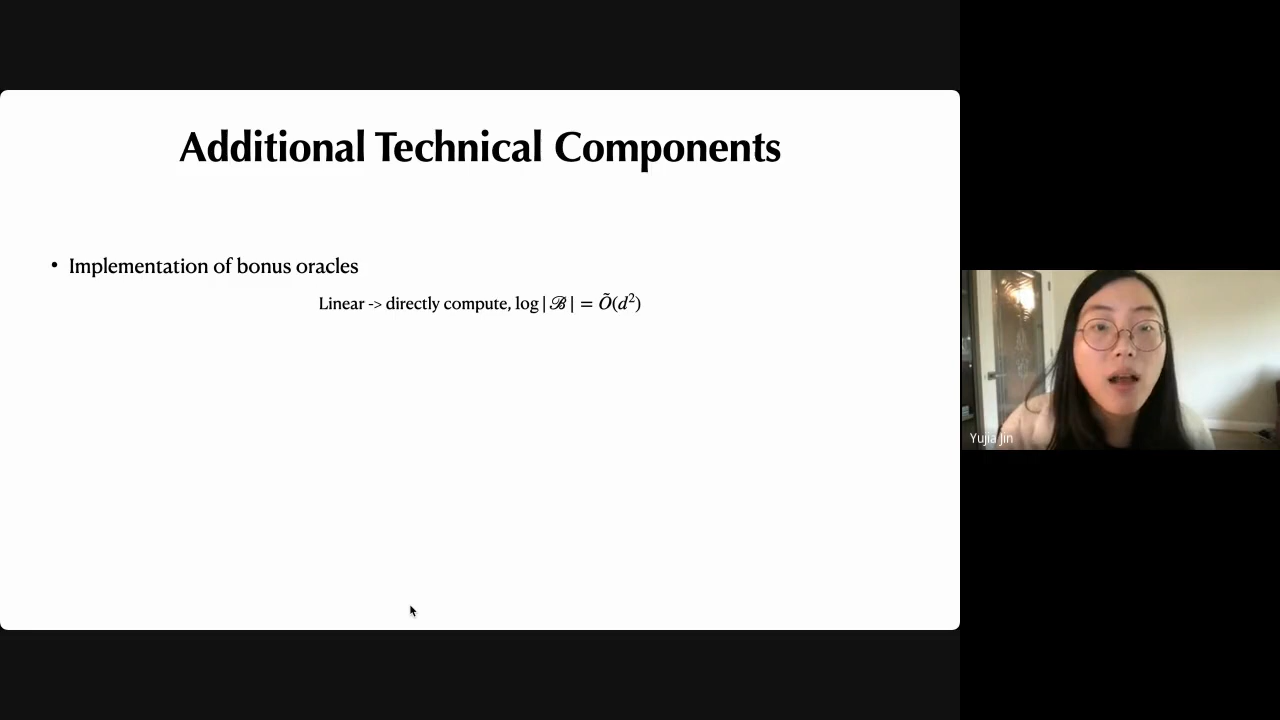 Additional Technical Components
• Implementation of bonus oracles
Linear -> directly compute, log|ℬ| = Õ(d²)
Yujia Jin